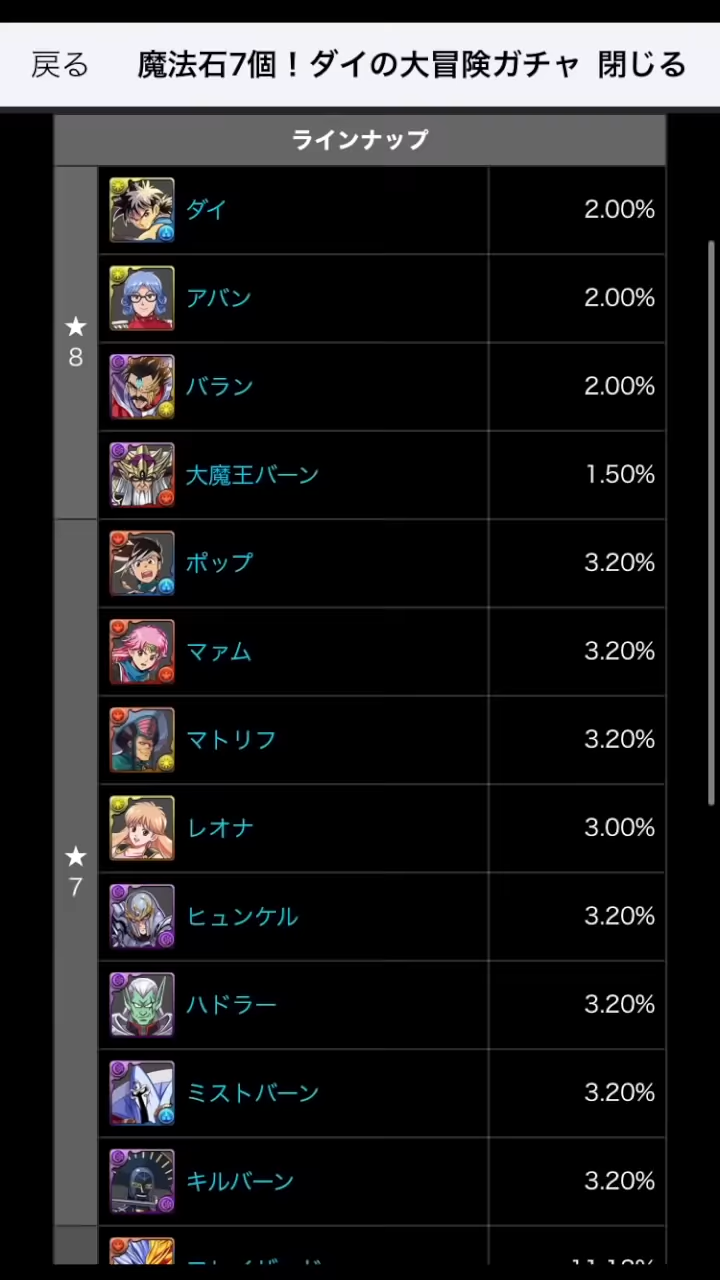 戻る 魔法石7個！ダイの大冒険ガチャ 閉じる
ラインナップ
★8
ダイ 2.00%
アバン 2.00%
バラン 2.00%
大魔王バーン 1.50%
★7
ポップ 3.20%
マァム 3.20%
マトリフ 3.20%
レオナ 3.00%
ヒュンケル 3.20%
ハドラー 3.20%
ミストバーン 3.20%
キルバーン 3.20%